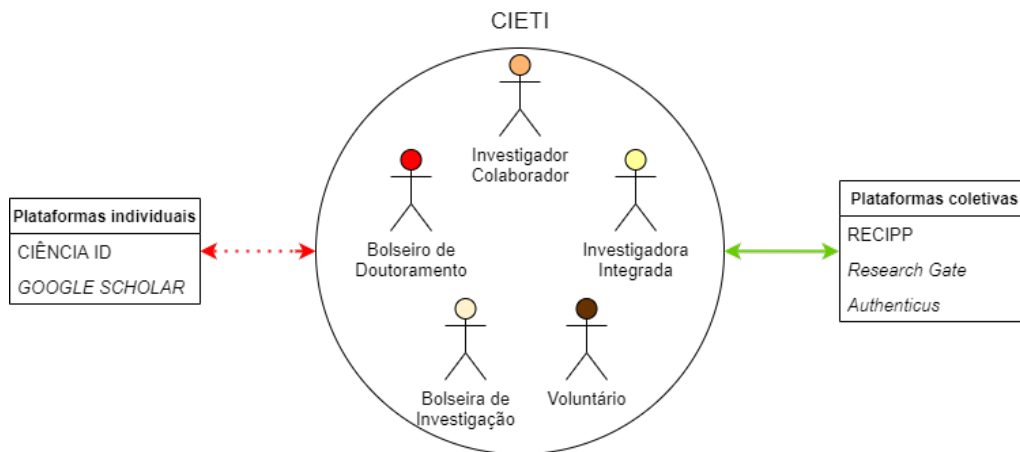 CIETI
Investigador
Colaborador
Bolseiro de
Doutoramento
Investigadora
Integrada
Bolseira de
Investigação
Voluntário
Plataformas individuais
CIÊNCIA ID
GOOGLE SCHOLAR
Plataformas coletivas
RECIPP
Research Gate
Authenticus